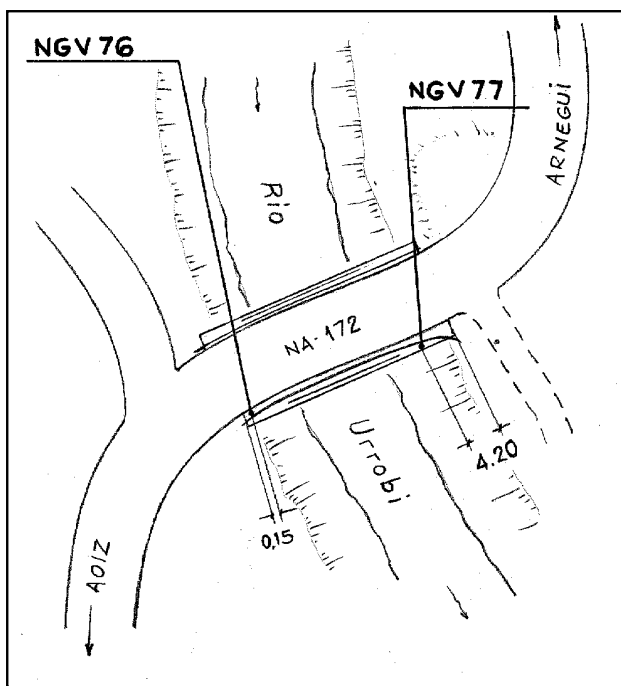 NGV 76
NGV 77
ARNEGUI
Rio
NA-172
Urrobi
4.20
0,15
AOIZ